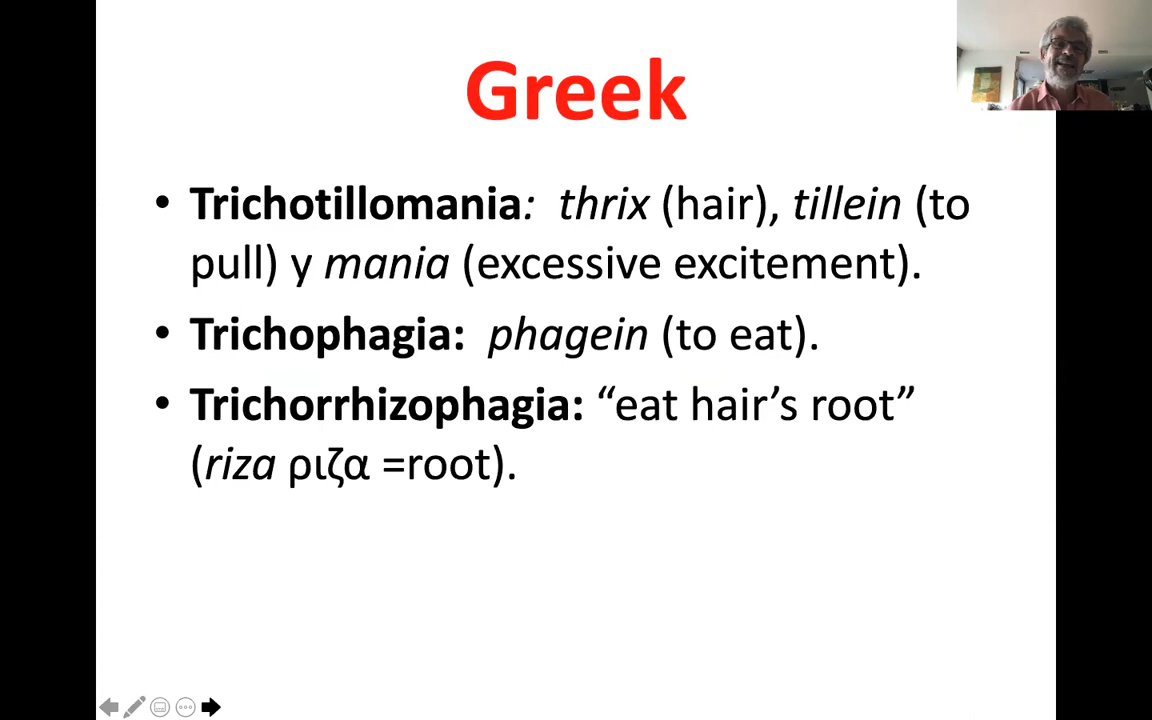 Greek
• Trichotillomania: thrix (hair), tillein (to
pull) y mania (excessive excitement).
• Trichophagia: phagein (to eat).
• Trichorrhizophagia: “eat hair’s root”
(riza ριζα =root).